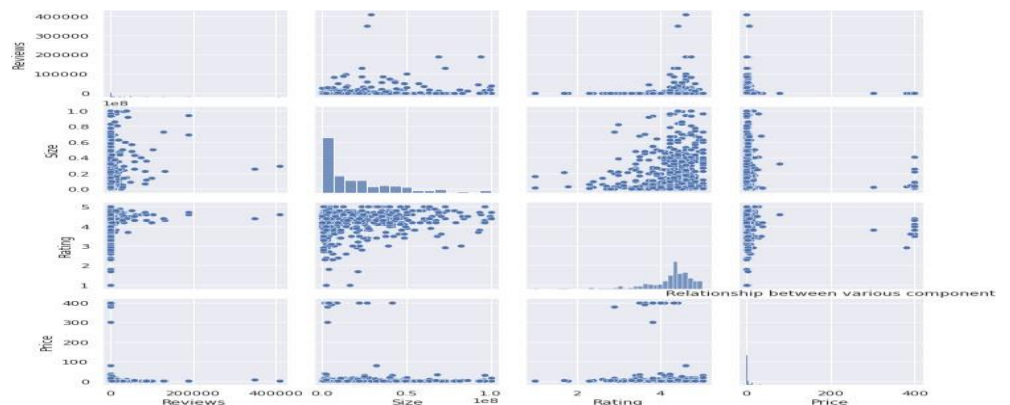 400000
300000
Reviews
200000
100000
0
1e8
1.0
0.8
Size
0.6
0.4
0.2
0.0
5
4
Rating
3
2
1
Relationship between various component
400
300
Price
200
100
0
0 200000 400000
Reviews
0.0 0.5 1.0
1e8
Size
2 4
Rating
0 200 400
Price